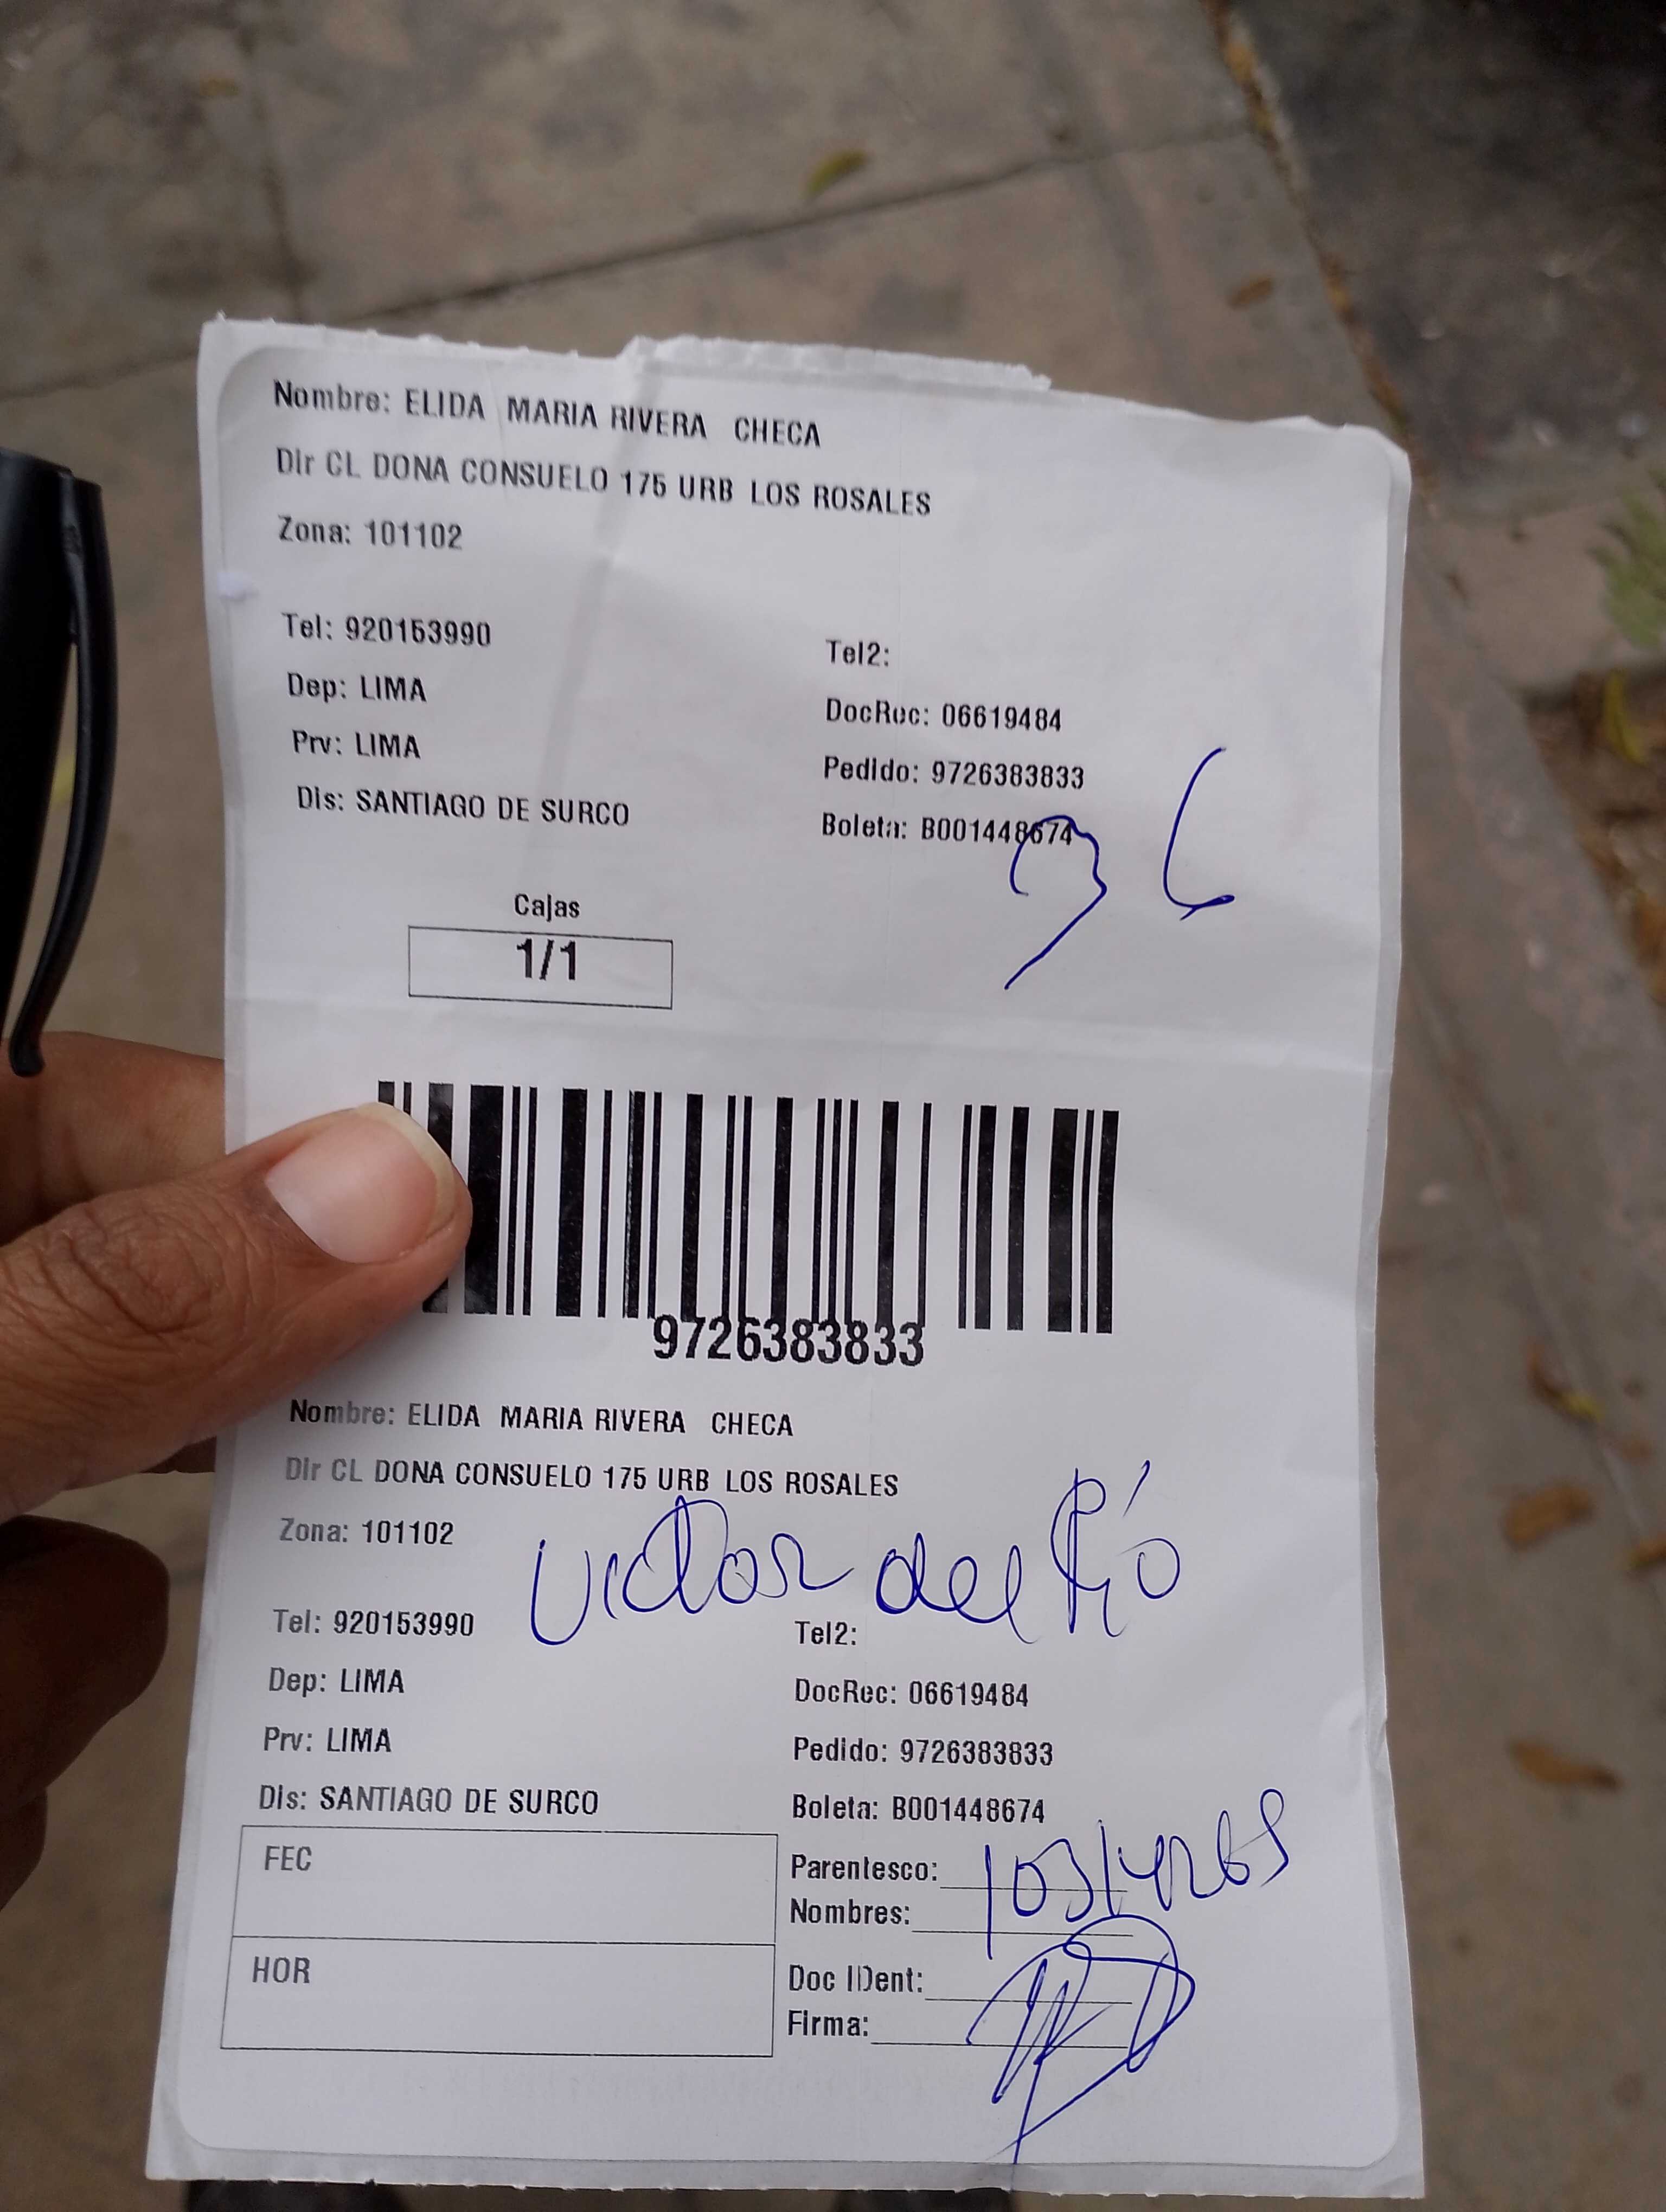 Nombre: ELIDA MARIA RIVERA CHECA
Dir CL DONA CONSUELO 175 URB LOS ROSALES
Zona: 101102
Tel: 920153990
Tel2:
Dep: LIMA
DocRec: 06619484
Prv: LIMA
Pedido: 9726383833
Dis: SANTIAGO DE SURCO
Boleta: B001448674
Cajas
1/1
9726383833
Nombre: ELIDA MARIA RIVERA CHECA
Dir CL DONA CONSUELO 175 URB LOS ROSALES
Zona: 101102
Victor del Río
Tel: 920153990
Tel2:
Dep: LIMA
DocRec: 06619484
Prv: LIMA
Pedido: 9726383833
Dis: SANTIAGO DE SURCO
Boleta: B001448674
FEC
Parentesco:
Nombres:
HOR
Doc IDent:
Firma: